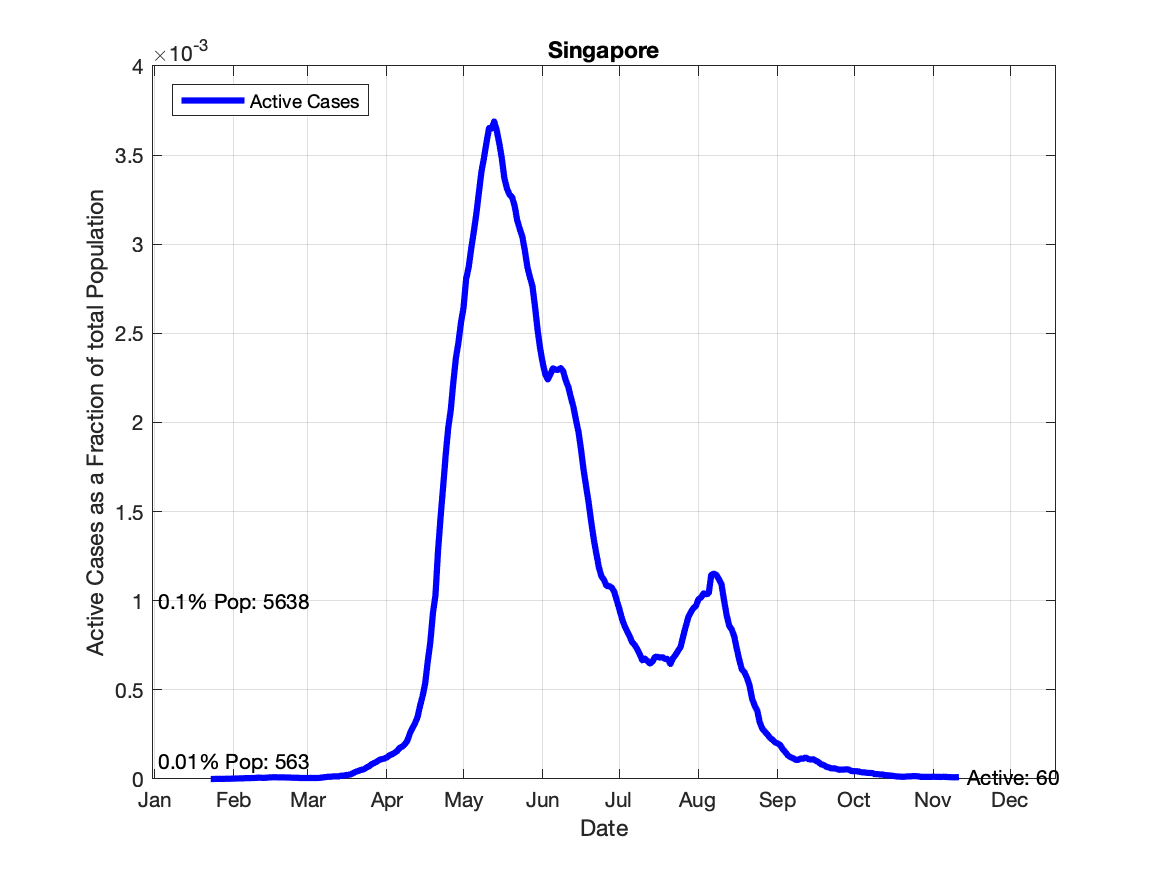 Singapore
×10-3
Active Cases
4
3.5
3
2.5
2
1.5
1
0.5
0
Active Cases as a Fraction of total Population
0.1% Pop: 5638
0.01% Pop: 563
Active: 60
Jan Feb Mar Apr May Jun Jul Aug Sep Oct Nov Dec
Date